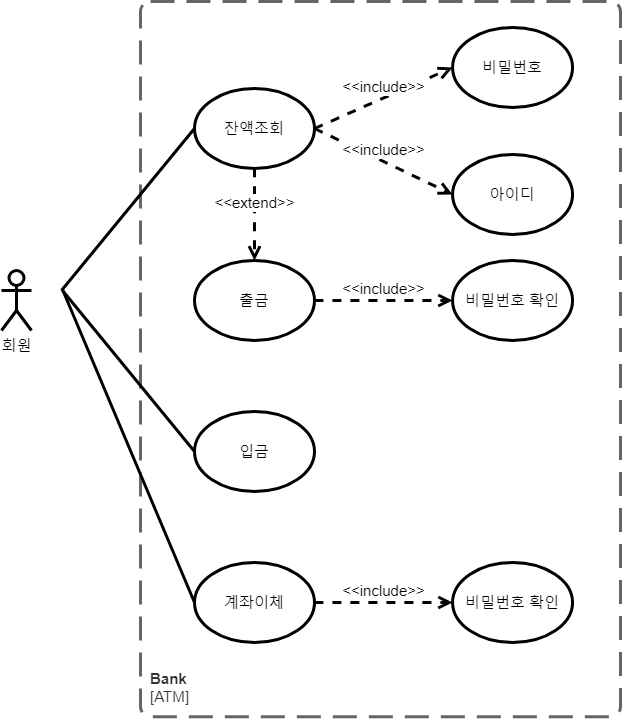 비밀번호
<<include>>
잔액조회
<<include>>
아이디
<<extend>>
출금
<<include>>
비밀번호 확인
회원
입금
계좌이체
<<include>>
비밀번호 확인
Bank
[ATM]